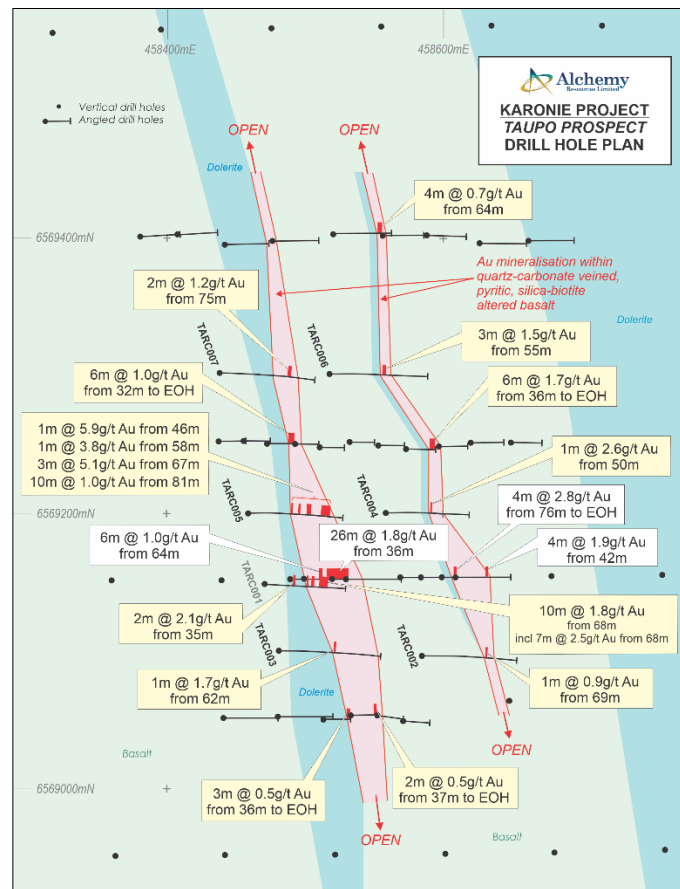 458400mE
458600mE
Vertical drill holes
Angled drill holes
Alchemy
Resources Limited
KARONIE PROJECT
TAUPO PROSPECT
DRILL HOLE PLAN
OPEN
OPEN
Dolerite
4m @ 0.7g/t Au
from 64m
6569400mN
Au mineralisation within
quartz-carbonate veined,
pyritic, silica-biotite
altered basalt
2m @ 1.2g/t Au
from 75m
Dolerite
TARC007
TARC006
3m @ 1.5g/t Au
from 55m
6m @ 1.0g/t Au
from 32m to EOH
6m @ 1.7g/t Au
from 36m to EOH
1m @ 5.9g/t Au from 46m
1m @ 3.8g/t Au from 58m
3m @ 5.1g/t Au from 67m
10m @ 1.0g/t Au from 81m
1m @ 2.6g/t Au
from 50m
6569200mN
TARC005
TARC004
4m @ 2.8g/t Au
from 76m to EOH
6m @ 1.0g/t Au
from 64m
26m @ 1.8g/t Au
from 36m
4m @ 1.9g/t Au
from 42m
TARC001
2m @ 2.1g/t Au
from 35m
10m @ 1.8g/t Au
from 68m
incl 7m @ 2.5g/t Au from 68m
TARC003
TARC002
1m @ 1.7g/t Au
from 62m
1m @ 0.9g/t Au
from 69m
Dolerite
Basalt
OPEN
6569000mN
3m @ 0.5g/t Au
from 36m to EOH
2m @ 0.5g/t Au
from 37m to EOH
OPEN
Basalt